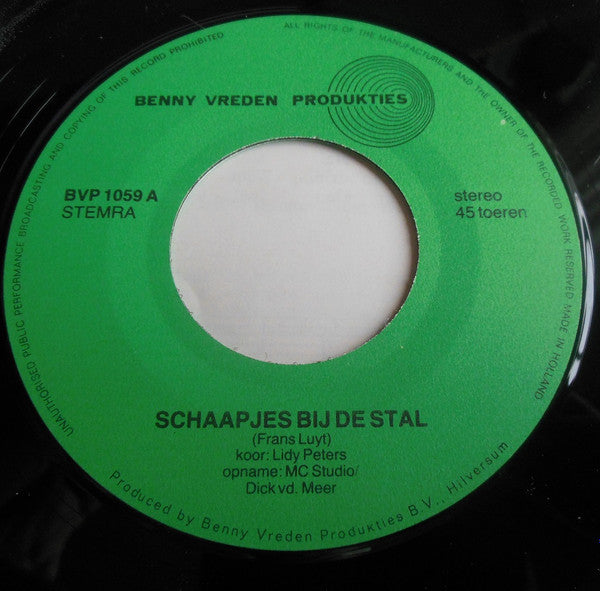 ALL RIGHTS OF THE MANUFACTURERS AND THE OWNER OF THE RECORDED WORK RESERVED MADE IN HOLLAND.
UNAUTHORISED PUBLIC PERFORMANCE BROADCASTING AND COPYING OF THIS RECORD PROHIBITED
BENNY VREDEN PRODUKTIES
BVP 1059 A
STEMRA
stereo
45 toeren
SCHAAPJES BIJ DE STAL
(Frans Luyt)
koor: Lidy Peters
opname: MC Studio/
Dick vd. Meer
Produced by Benny Vreden Produkties B.V., Hilversum